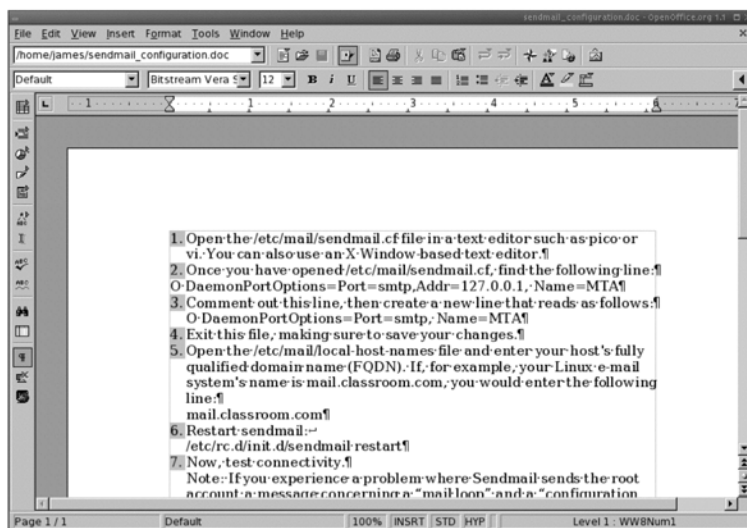 sendmail_configuration.doc - OpenOffice.org 1.1
File Edit View Insert Format Tools Window Help
/home/james/sendmail_configuration.doc
Default Bitstream Vera S 12 B i U A
1 1 2 3 4 5 6 7
1. Open the /etc/mail/sendmail.cf file in a text editor such as pico or
vi. You can also use an X Window-based text editor.¶
2. Once you have opened /etc/mail/sendmail.cf, find the following line:¶
O DaemonPortOptions=Port=smtp,Addr=127.0.0.1, Name=MTA¶
3. Comment out this line, then create a new line that reads as follows:¶
O DaemonPortOptions=Port=smtp, Name=MTA¶
4. Exit this file, making sure to save your changes.¶
5. Open the /etc/mail/local-host-names file and enter your host's fully
qualified domain name (FQDN). If, for example, your Linux e-mail
system's name is mail.classroom.com, you would enter the following
line:¶
mail.classroom.com¶
6. Restart sendmail:↵
/etc/rc.d/init.d/sendmail restart¶
7. Now, test connectivity.¶
Note: If you experience a problem where Sendmail sends the root
account a message concerning a “mail loop” and a “configuration
Page 1 / 1 Default 100% INSRT STD HYP Level 1 : WW8Num1